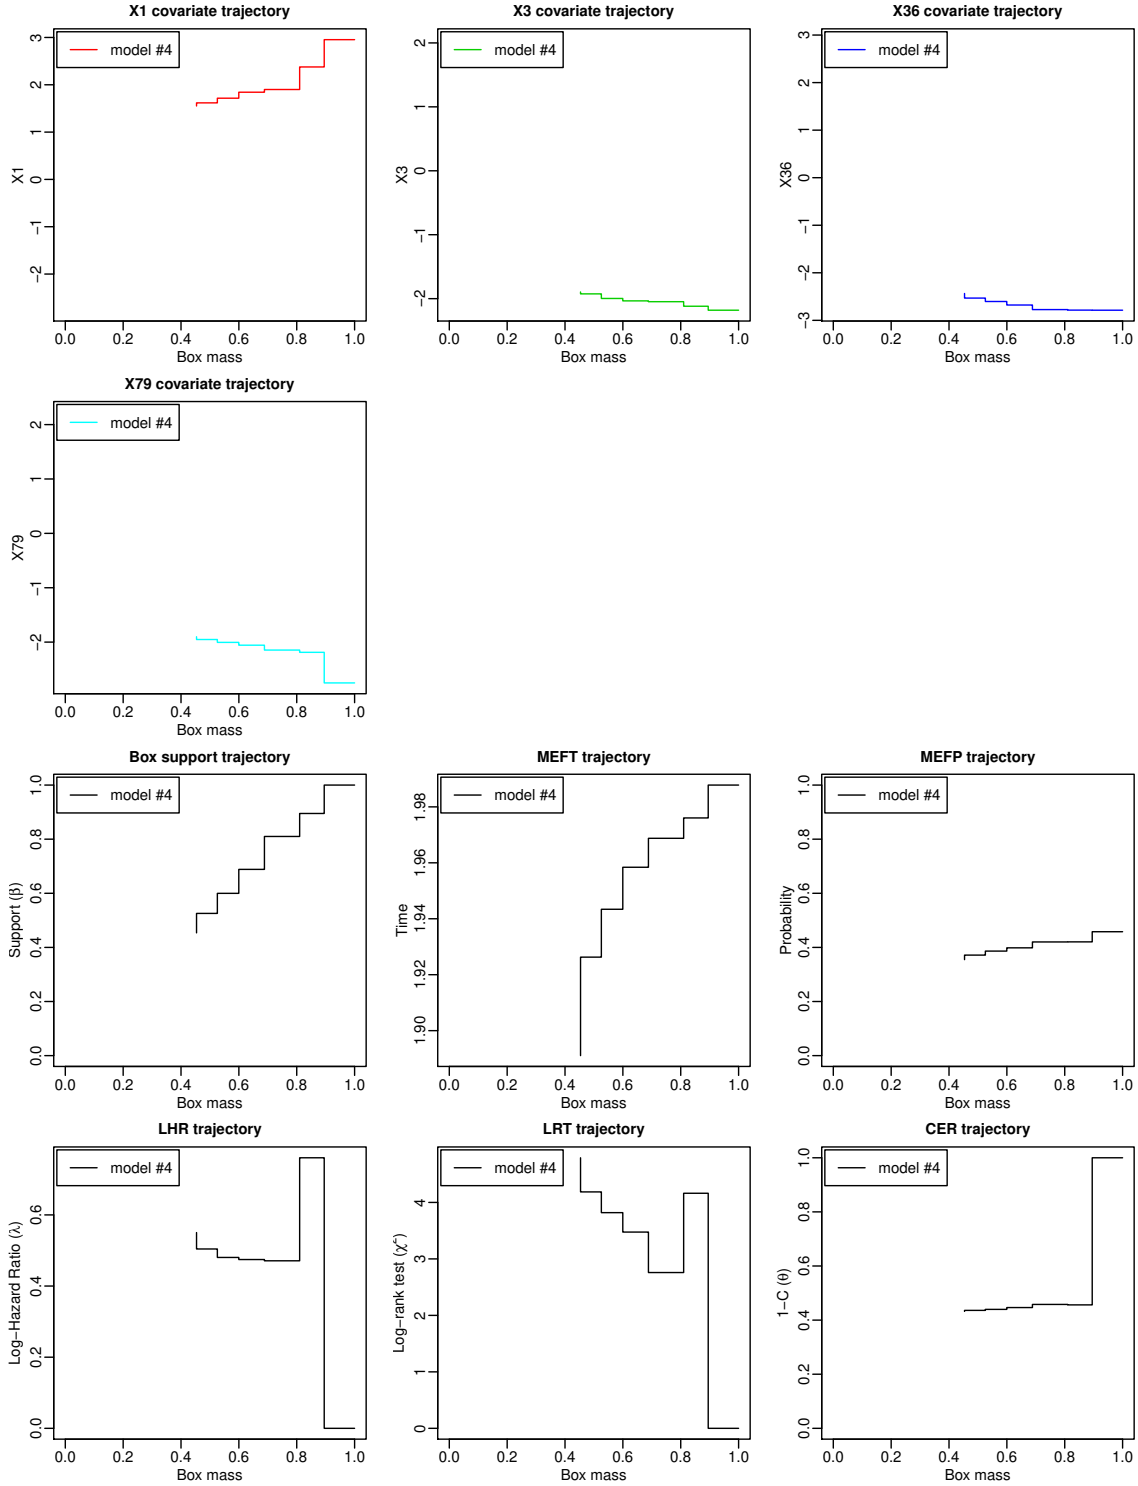 X1 covariate trajectory
model #4
X1
3
2
1
0
−1
−2
0.0 0.2 0.4 0.6 0.8 1.0
Box mass
X3 covariate trajectory
model #4
X3
2
1
0
−1
−2
0.0 0.2 0.4 0.6 0.8 1.0
Box mass
X36 covariate trajectory
model #4
X36
3
2
1
0
−1
−2
−3
0.0 0.2 0.4 0.6 0.8 1.0
Box mass
X79 covariate trajectory
model #4
X79
2
1
0
−1
−2
0.0 0.2 0.4 0.6 0.8 1.0
Box mass
Box support trajectory
model #4
Support (β)
1.0
0.8
0.6
0.4
0.2
0.0
0.0 0.2 0.4 0.6 0.8 1.0
Box mass
MEFT trajectory
model #4
Time
1.98
1.96
1.94
1.92
1.90
0.0 0.2 0.4 0.6 0.8 1.0
Box mass
MEFP trajectory
model #4
Probability
1.0
0.8
0.6
0.4
0.2
0.0
0.0 0.2 0.4 0.6 0.8 1.0
Box mass
LHR trajectory
model #4
Log−Hazard Ratio (λ)
0.6
0.4
0.2
0.0
0.0 0.2 0.4 0.6 0.8 1.0
Box mass
LRT trajectory
model #4
Log−rank test (χ²)
4
3
2
1
0
0.0 0.2 0.4 0.6 0.8 1.0
Box mass
CER trajectory
model #4
1−C (θ)
1.0
0.8
0.6
0.4
0.2
0.0
0.0 0.2 0.4 0.6 0.8 1.0
Box mass